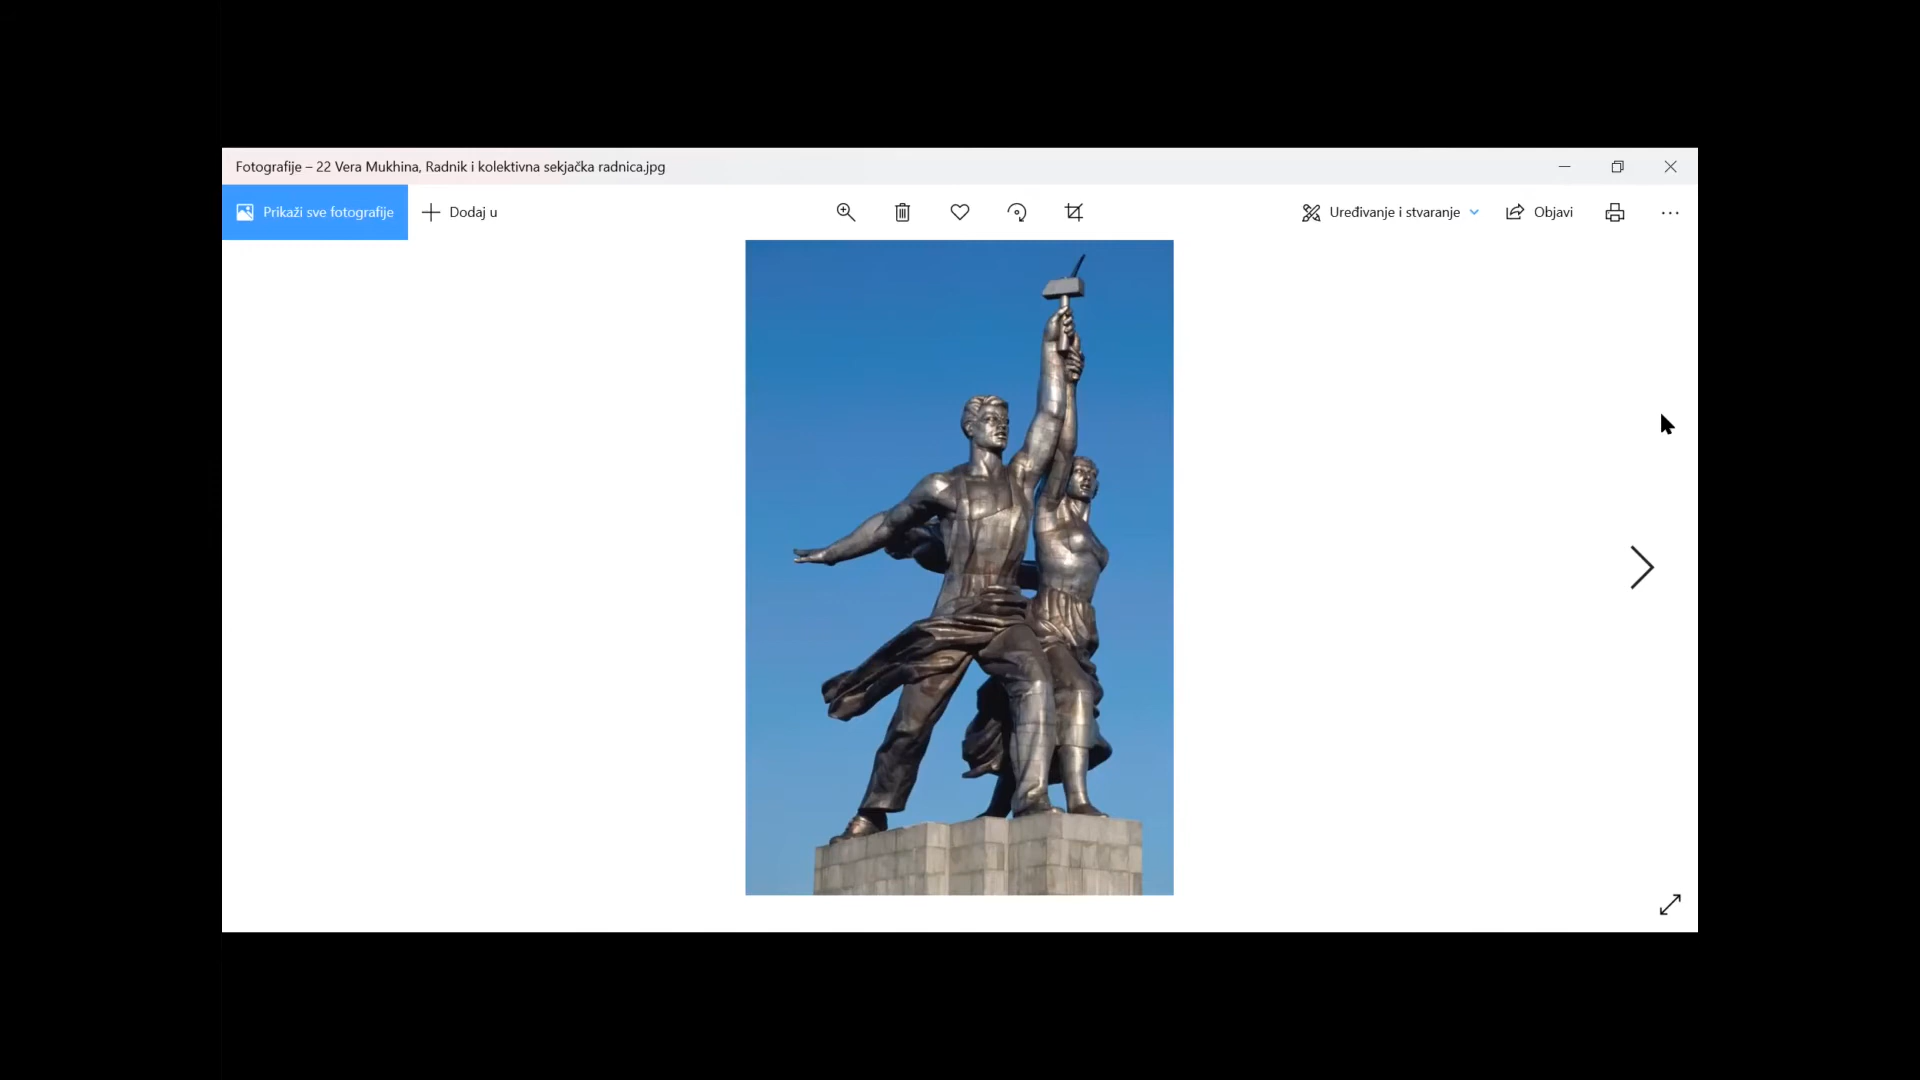 Fotografije – 22 Vera Mukhina, Radnik i kolektivna sekjačka radnica.jpg
Prikaži sve fotografije
Dodaj u
Uređivanje i stvaranje
Objavi